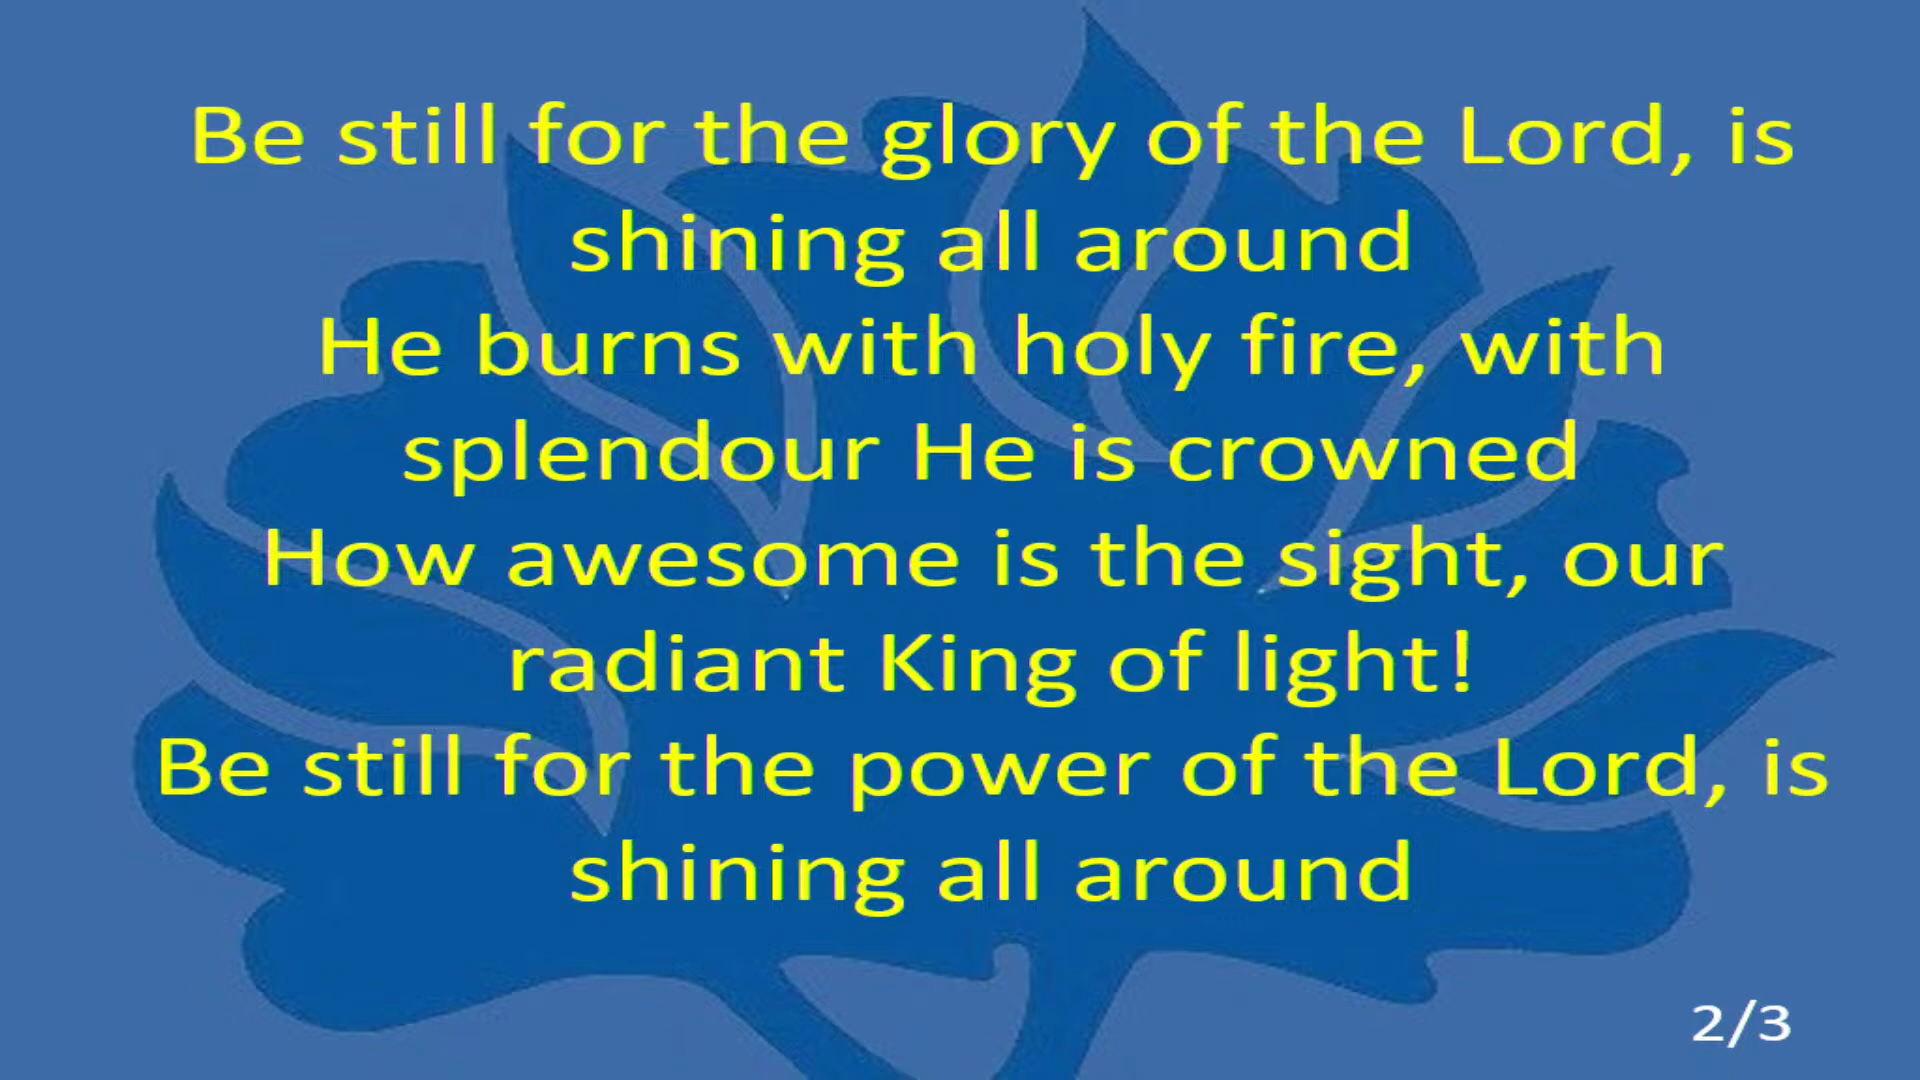 Be still for the glory of the Lord, is
shining all around
He burns with holy fire, with
splendour He is crowned
How awesome is the sight, our
radiant King of light!
Be still for the power of the Lord, is
shining all around
2/3